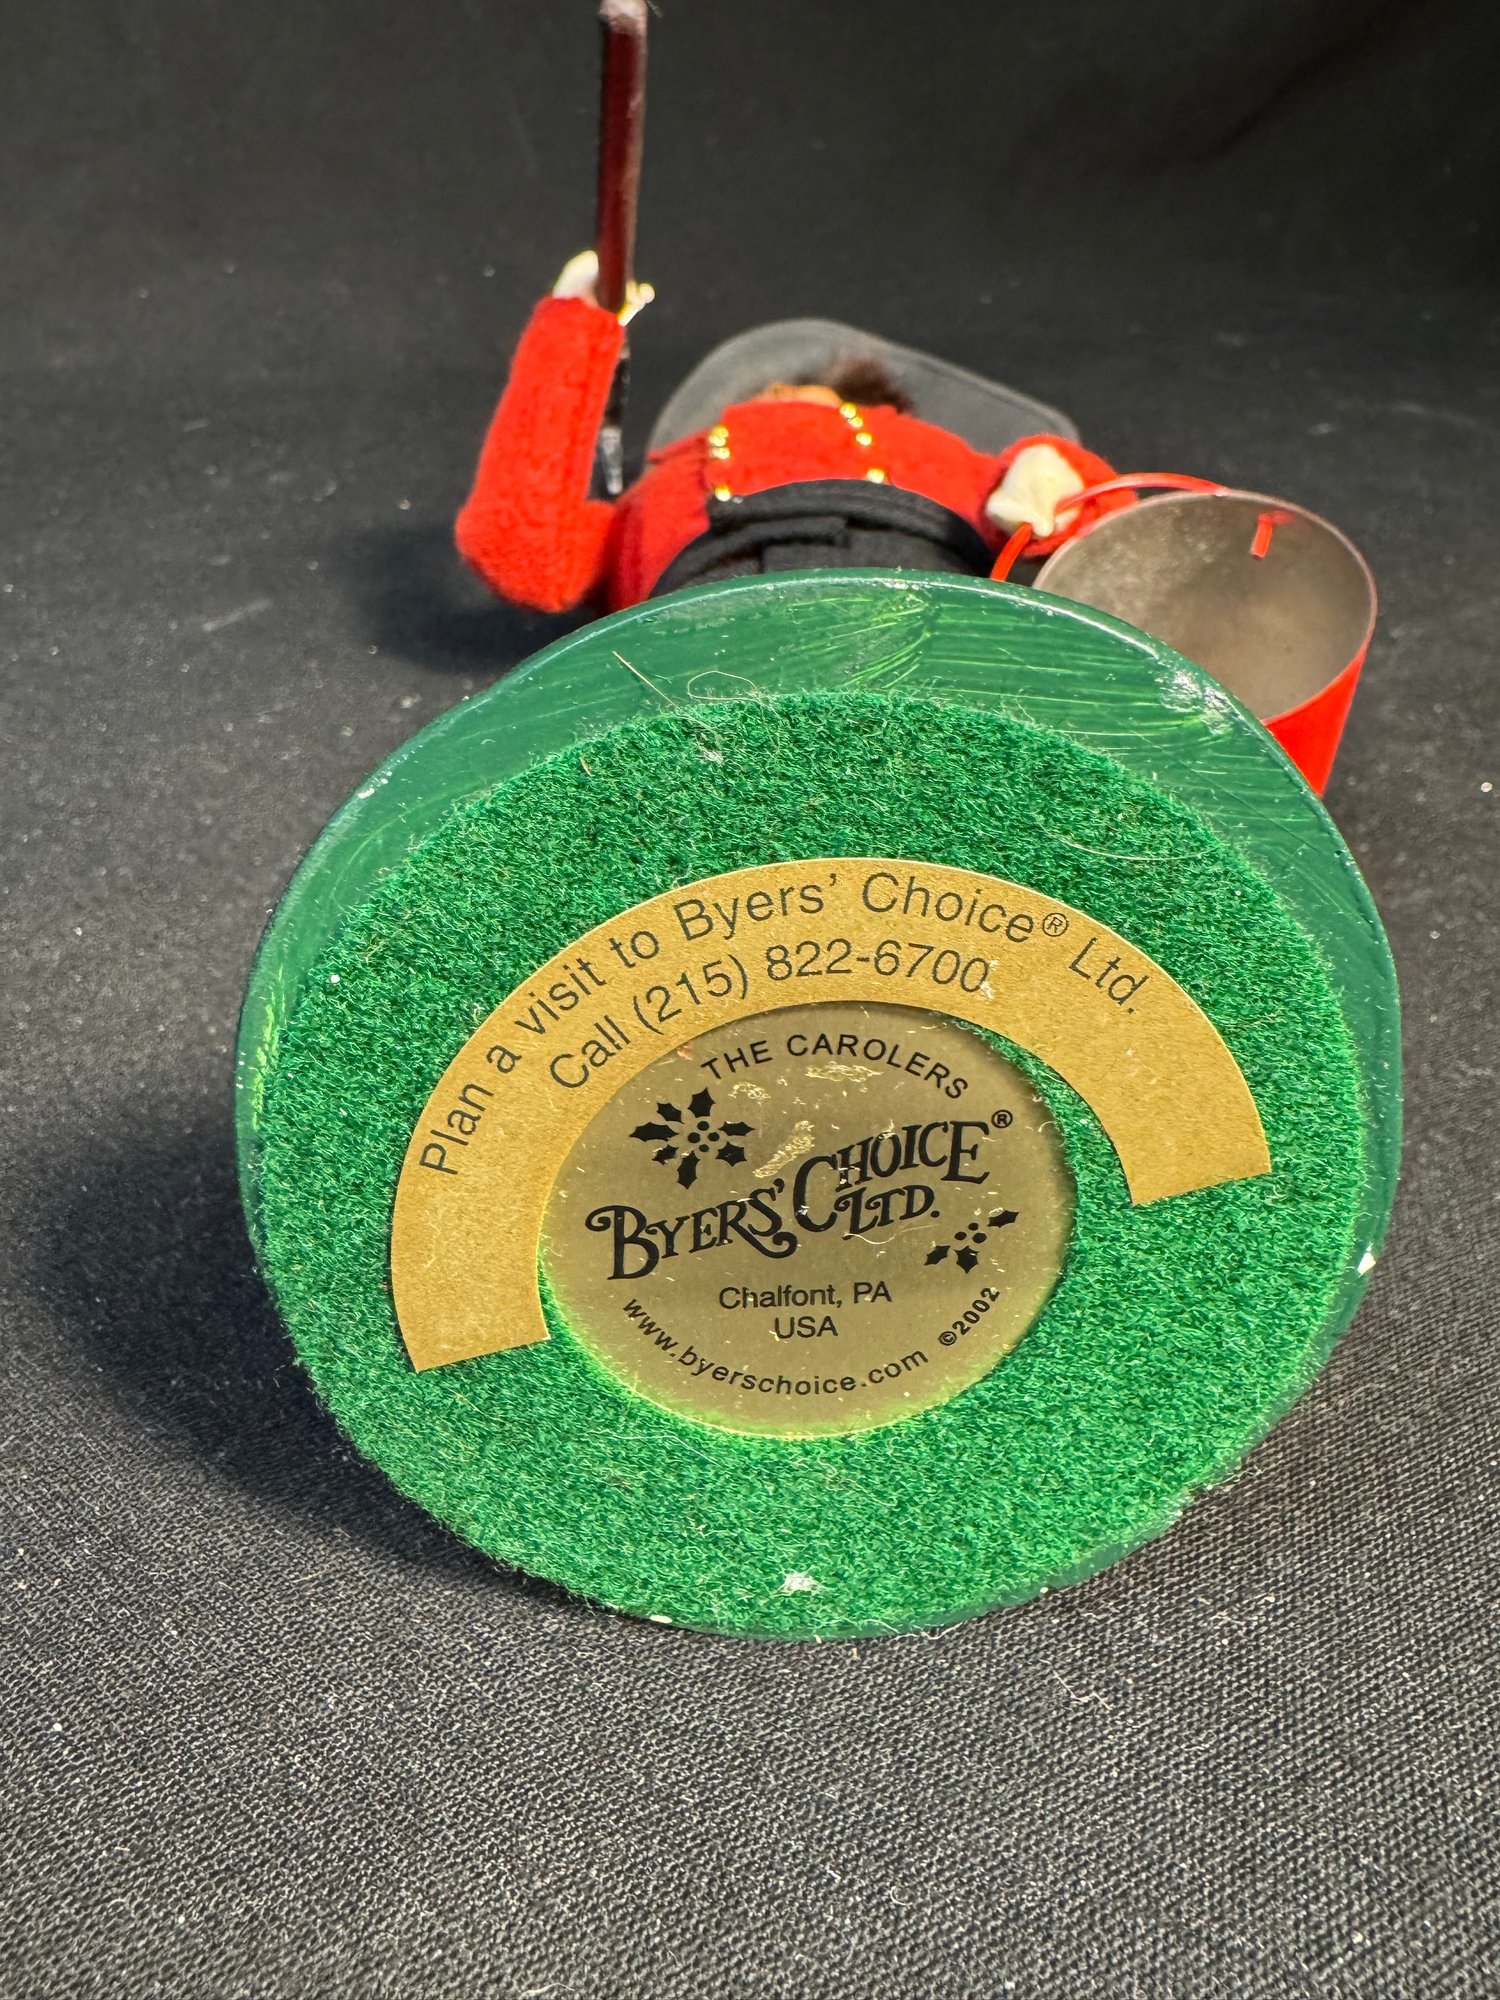 Plan a visit to Byers' Choice® Ltd.
Call (215) 822-6700
THE CAROLERS
BYERS' CHOICE®
LTD.
Chalfont, PA
USA
www.byerschoice.com ©2002